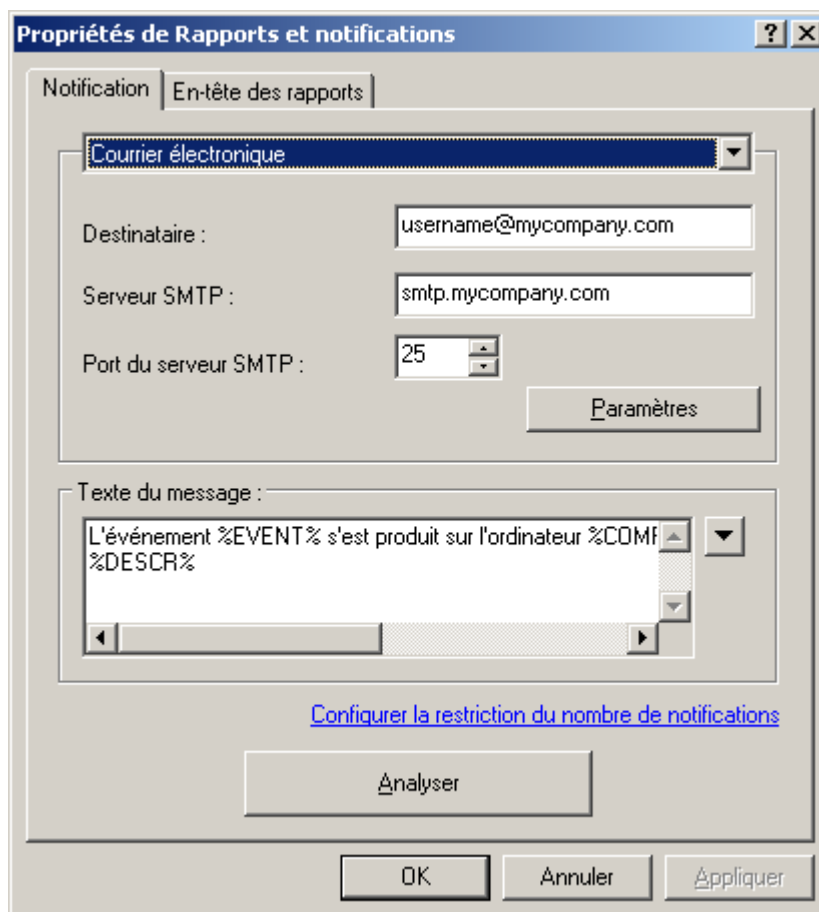 Propriétés de Rapports et notifications
Notification
En-tête des rapports
Courrier électronique
Destinataire :
username@mycompany.com
Serveur SMTP :
smtp.mycompany.com
Port du serveur SMTP :
25
Paramètres
Texte du message :
L'événement %EVENT% s'est produit sur l'ordinateur
%DESCR%
Configurer la restriction du nombre de notifications
Analyser
OK
Annuler
Appliquer